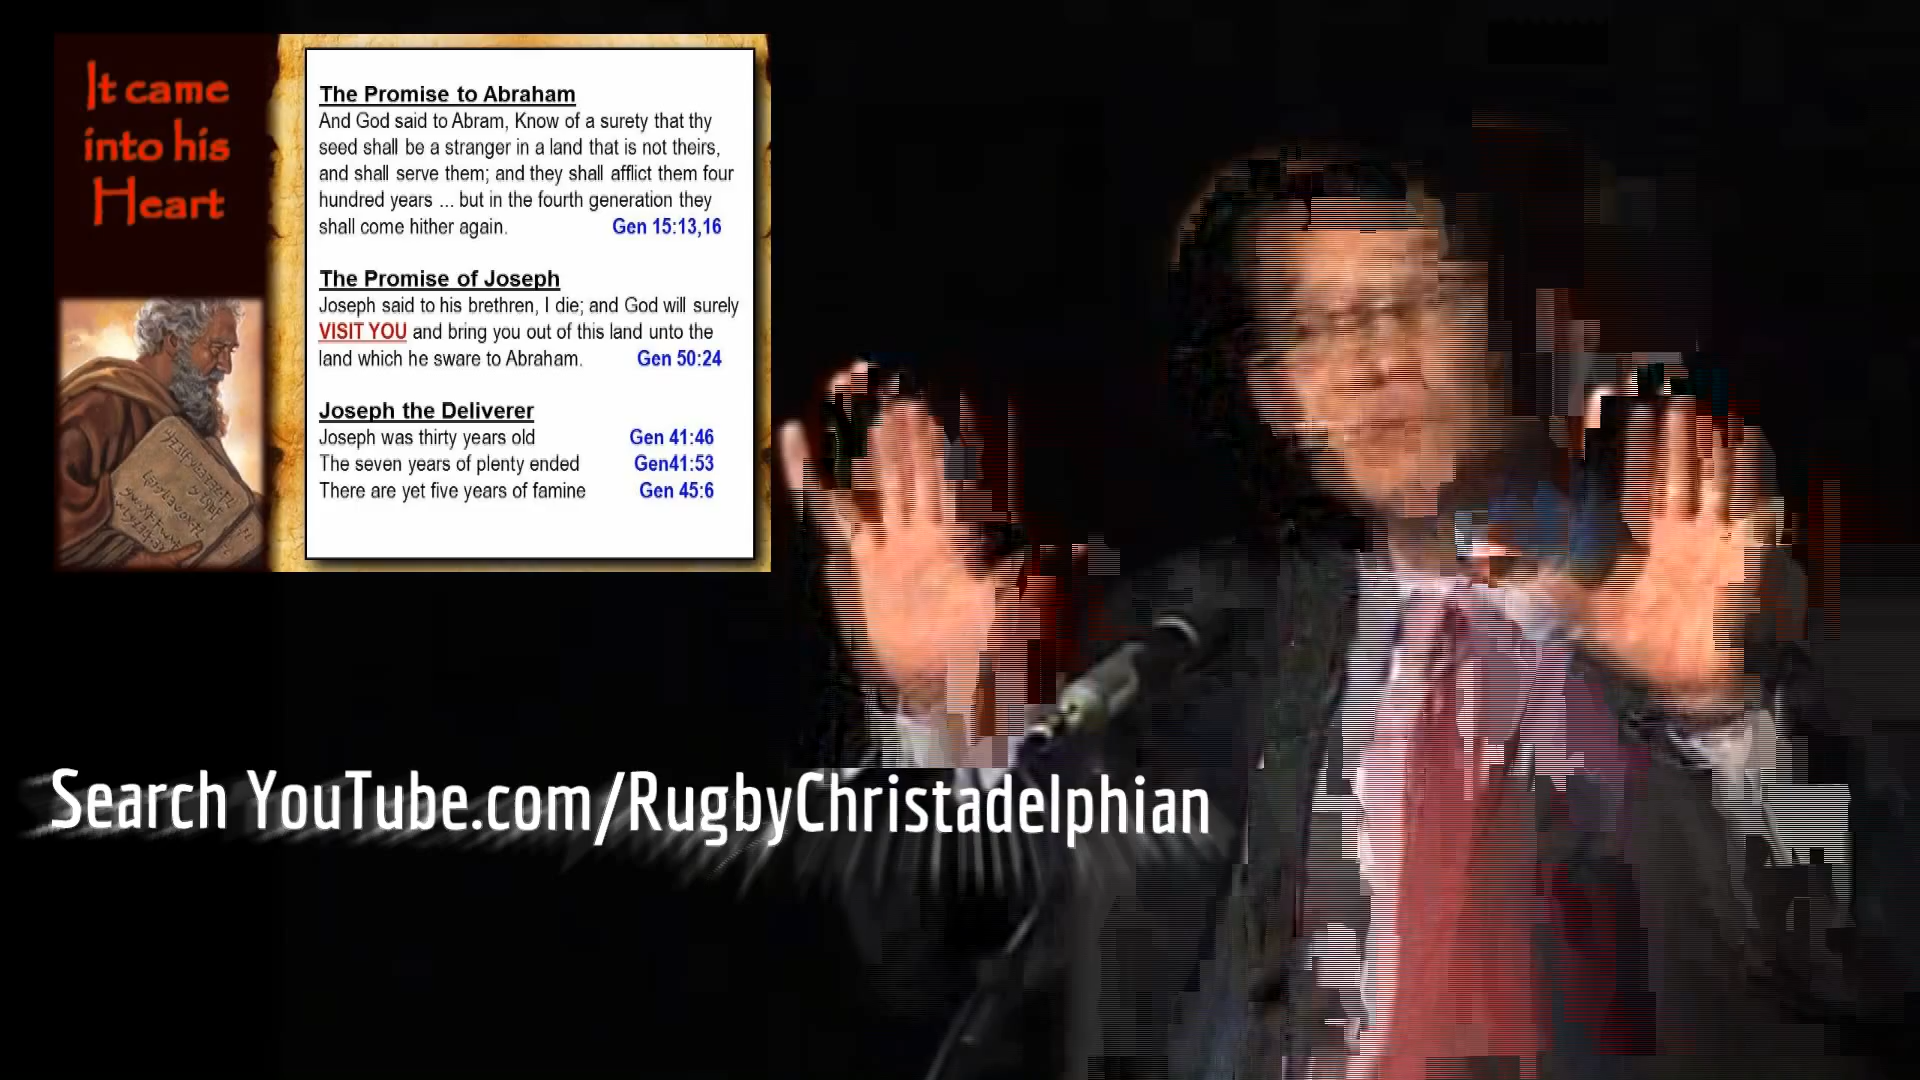 It came
into his
Heart
The Promise to Abraham
And God said to Abram, Know of a surety that thy
seed shall be a stranger in a land that is not theirs,
and shall serve them; and they shall afflict them four
hundred years ... but in the fourth generation they
shall come hither again. Gen 15:13,16
The Promise of Joseph
Joseph said to his brethren, I die; and God will surely
VISIT YOU and bring you out of this land unto the
land which he sware to Abraham. Gen 50:24
Joseph the Deliverer
Joseph was thirty years old Gen 41:46
The seven years of plenty ended Gen41:53
There are yet five years of famine Gen 45:6
Search YouTube.com/RugbyChristadelphian